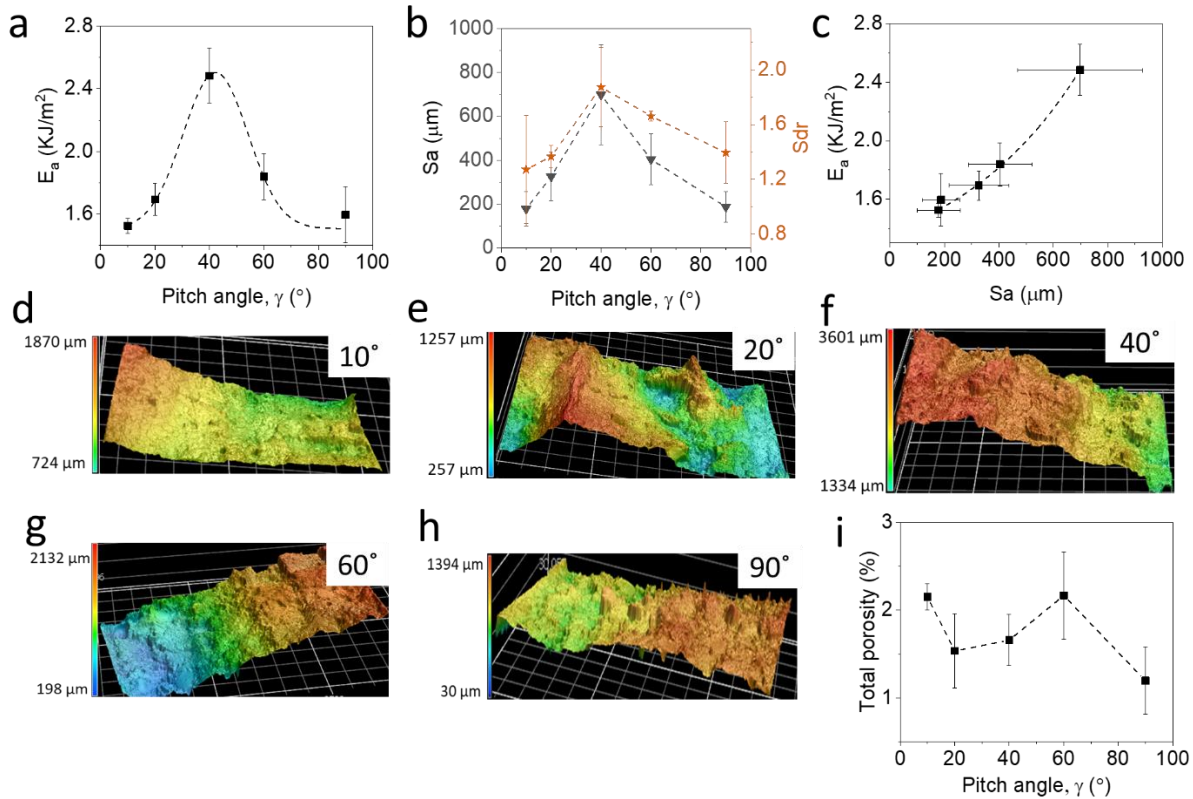 a
2.8
2.4
2.0
1.6
E_a (KJ/m²)
0 20 40 60 80 100
Pitch angle, γ (°)
b
1000
800
600
400
200
0
Sa (μm)
2.0
1.6
1.2
0.8
Sdr
0 20 40 60 80 100
Pitch angle, γ (°)
c
2.8
2.4
2.0
1.6
E_a (KJ/m²)
200 400 600 800 1000
Sa (μm)
d
1870 μm
10˚
724 μm
e
1257 μm
20˚
257 μm
f
3601 μm
40˚
1334 μm
g
2132 μm
60˚
198 μm
h
1394 μm
90˚
30 μm
i
3
2
1
Total porosity (%)
0 20 40 60 80 100
Pitch angle, γ (°)